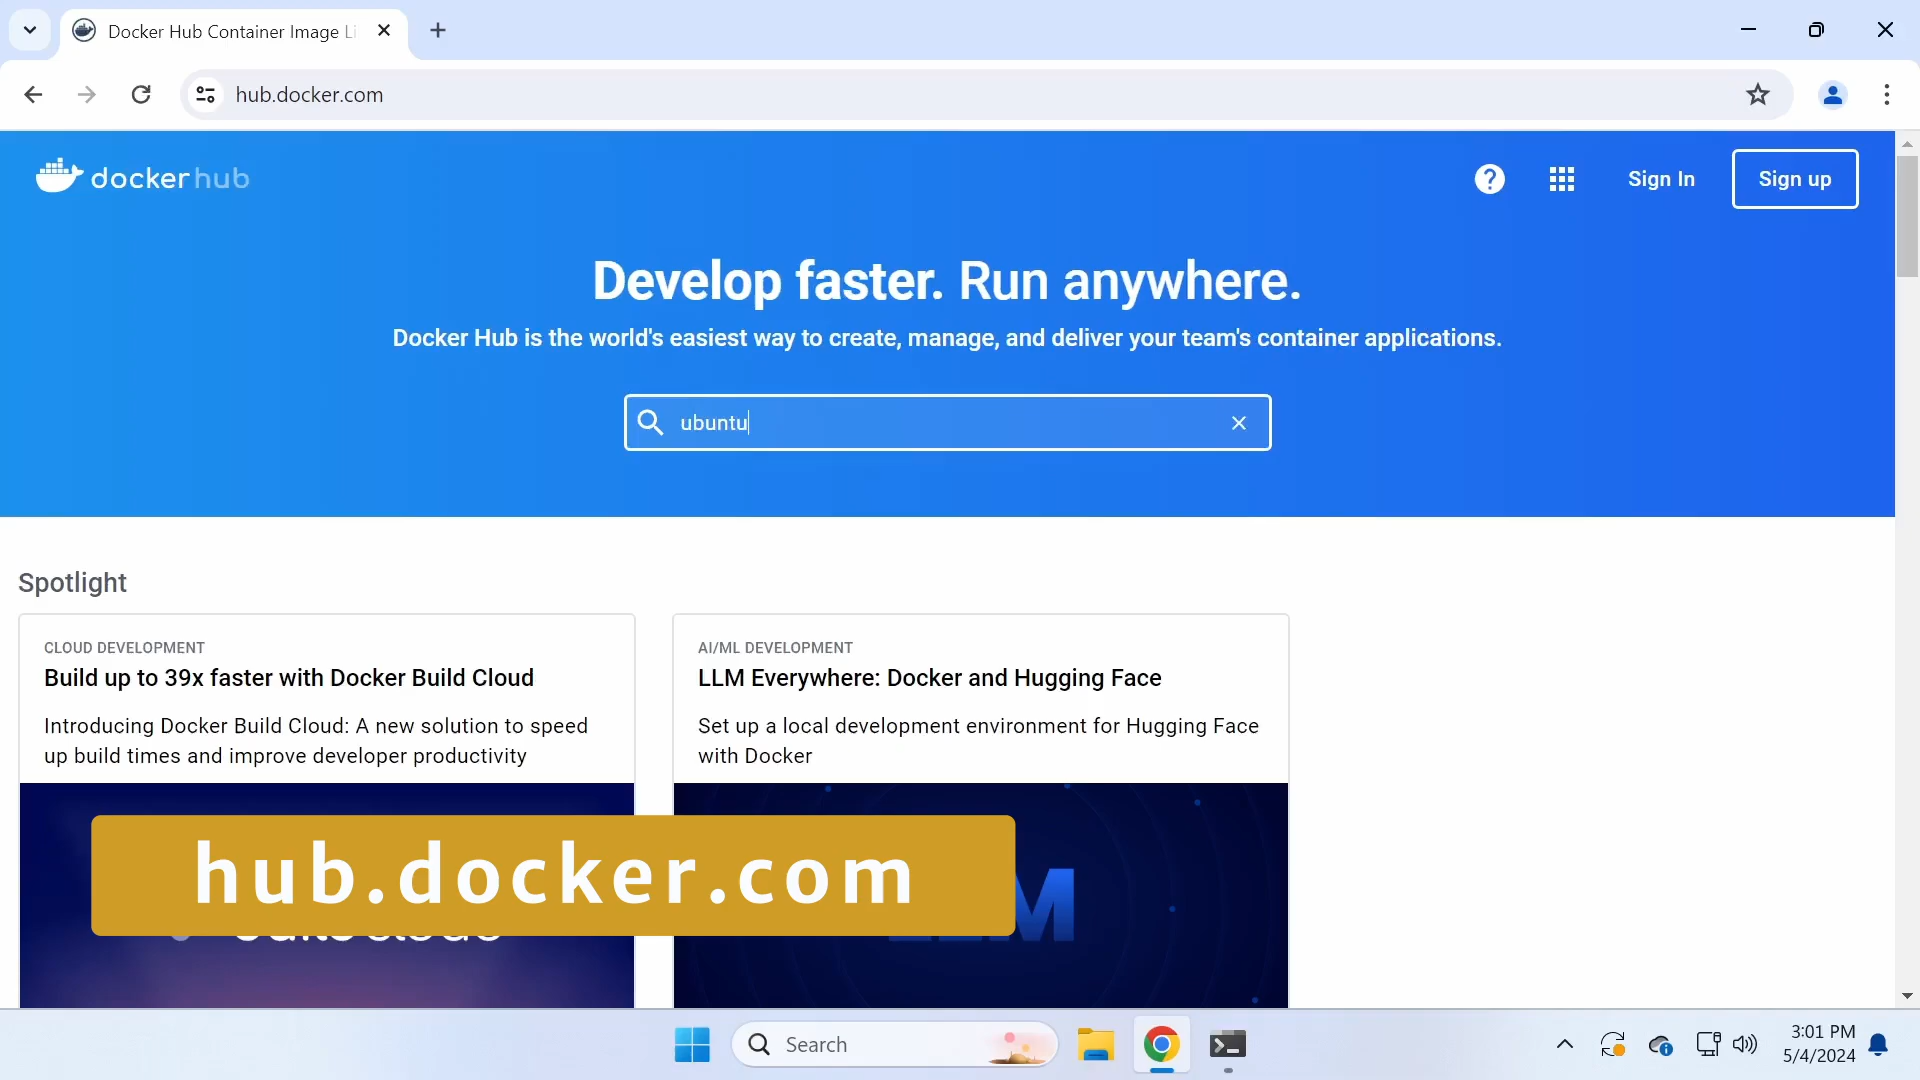 Docker Hub Container Image Li
hub.docker.com
docker hub
Sign In
Sign up
Develop faster. Run anywhere.
Docker Hub is the world's easiest way to create, manage, and deliver your team's container applications.
ubuntu
Spotlight
CLOUD DEVELOPMENT
Build up to 39x faster with Docker Build Cloud
Introducing Docker Build Cloud: A new solution to speed
up build times and improve developer productivity
AI/ML DEVELOPMENT
LLM Everywhere: Docker and Hugging Face
Set up a local development environment for Hugging Face
with Docker
hub.docker.com
Search
3:01 PM
5/4/2024